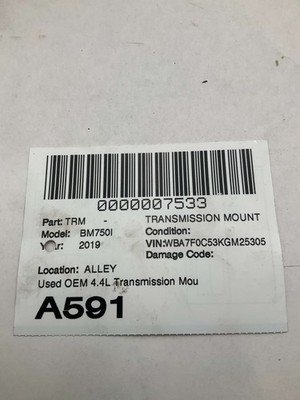 0000007533
Part: TRM - TRANSMISSION MOUNT
Model: BM750I Condition:
Year: 2019 VIN:WBA7F0C53KGM25305
Damage Code:
Location: ALLEY
Used OEM 4.4L Transmission Mou
A591